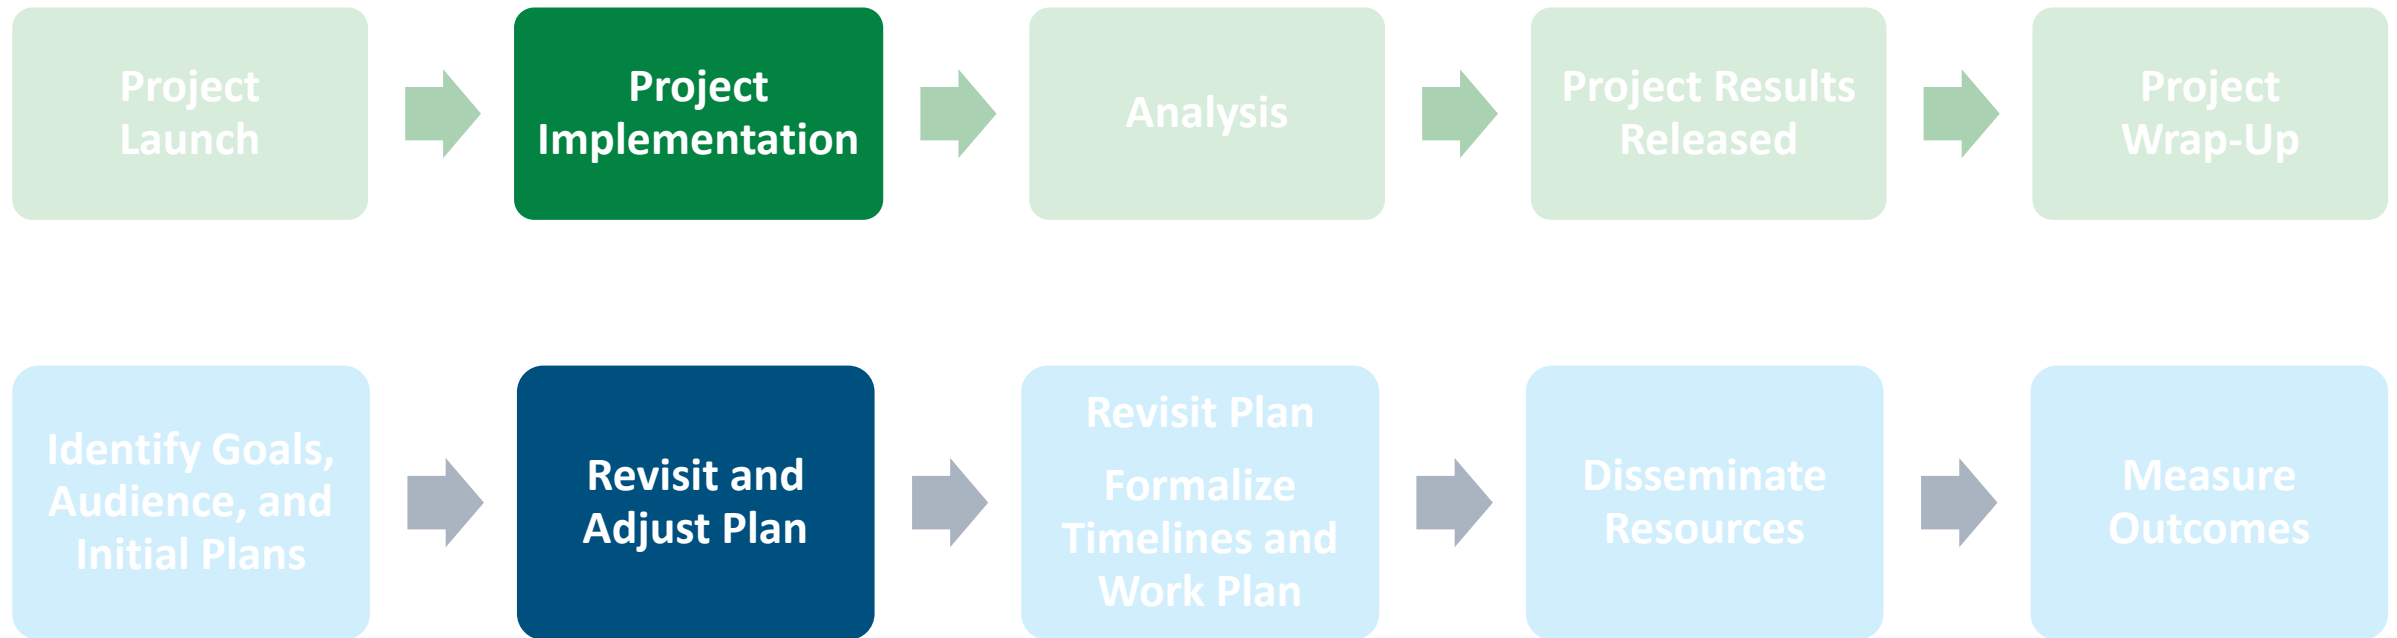 Project
Launch
Project
Implementation
Analysis
Project Results
Released
Project
Wrap-Up
Identify Goals,
Audience, and
Initial Plans
Revisit and
Adjust Plan
Revisit Plan
Formalize
Timelines and
Work Plan
Disseminate
Resources
Measure
Outcomes